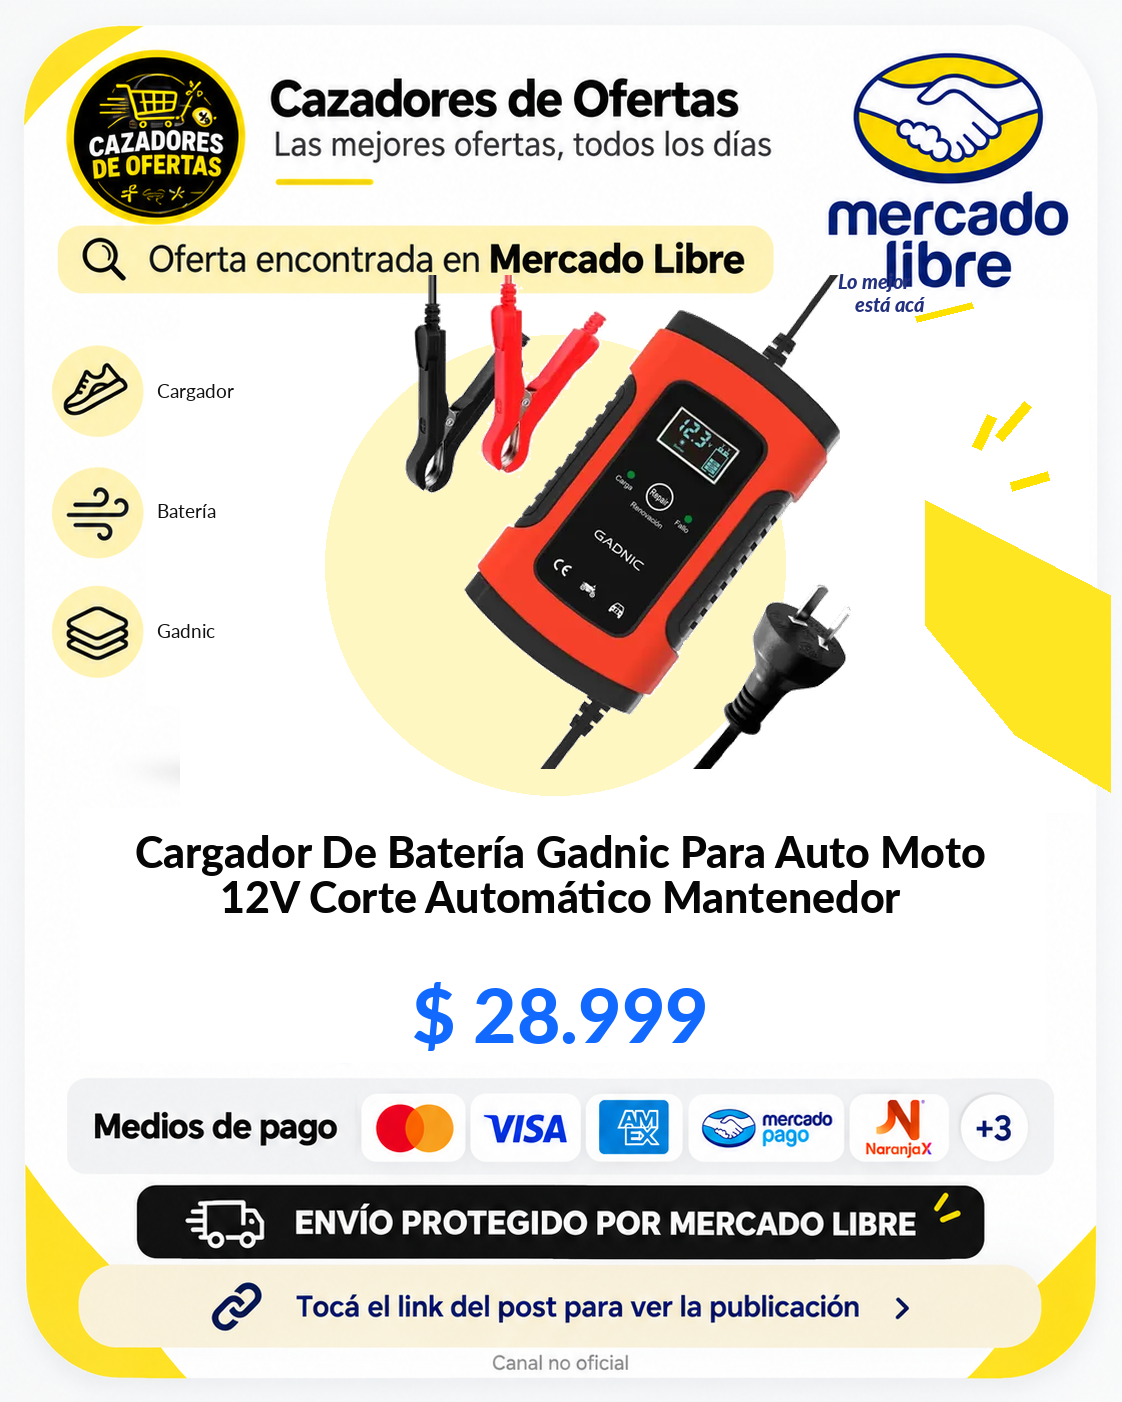 CAZADORES
DE OFERTAS
Cazadores de Ofertas
Las mejores ofertas, todos los días
mercado
libre
Lo mejor
está acá
Oferta encontrada en Mercado Libre
Cargador
Batería
Gadnic
12.3
Carga
Repair
Renovación
Fallo
GADNIC
CE
Cargador De Batería Gadnic Para Auto Moto
12V Corte Automático Mantenedor
$ 28.999
Medios de pago
VISA
AM
EX
mercado
pago
NaranjaX
+3
ENVÍO PROTEGIDO POR MERCADO LIBRE
Tocá el link del post para ver la publicación
Canal no oficial